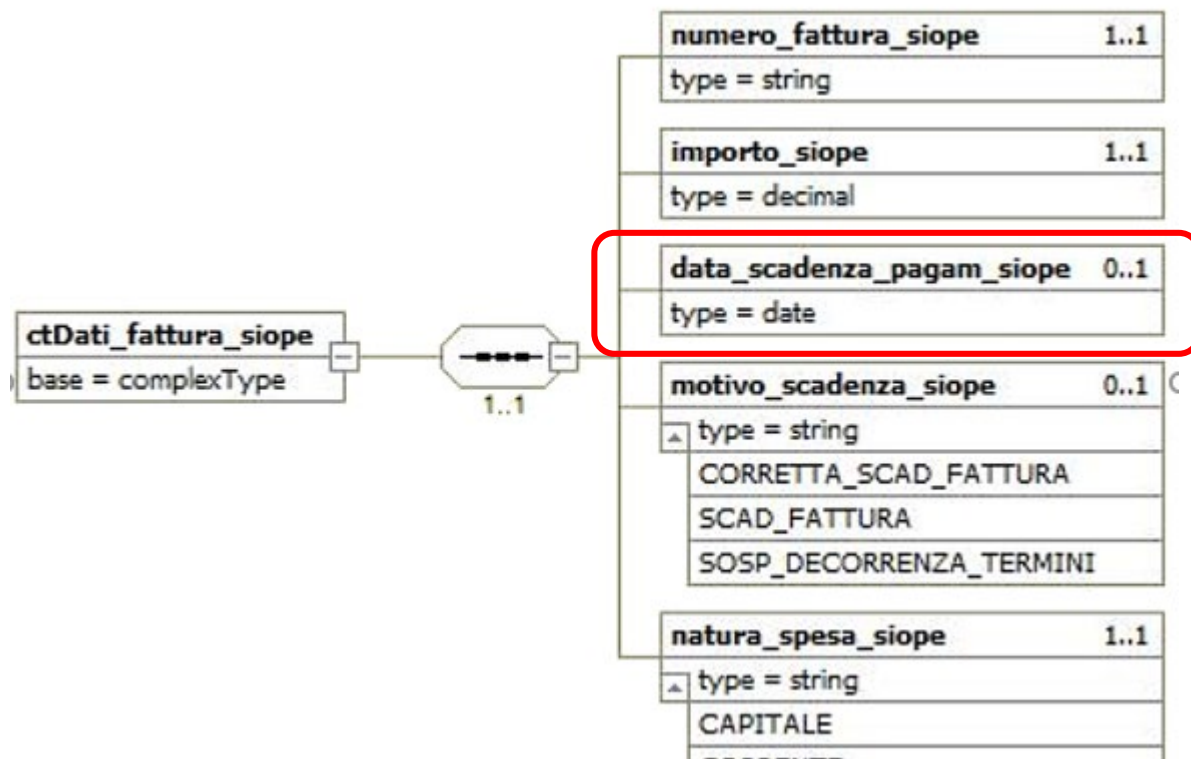 numero_fattura_siope 1..1
type = string
importo_siope 1..1
type = decimal
data_scadenza_pagam_siope 0..1
type = date
ctDati_fattura_siope
base = complexType
1..1
motivo_scadenza_siope 0..1
type = string
CORRETTA_SCAD_FATTURA
SCAD_FATTURA
SOSP_DECORRENZA_TERMINI
natura_spesa_siope 1..1
type = string
CAPITALE